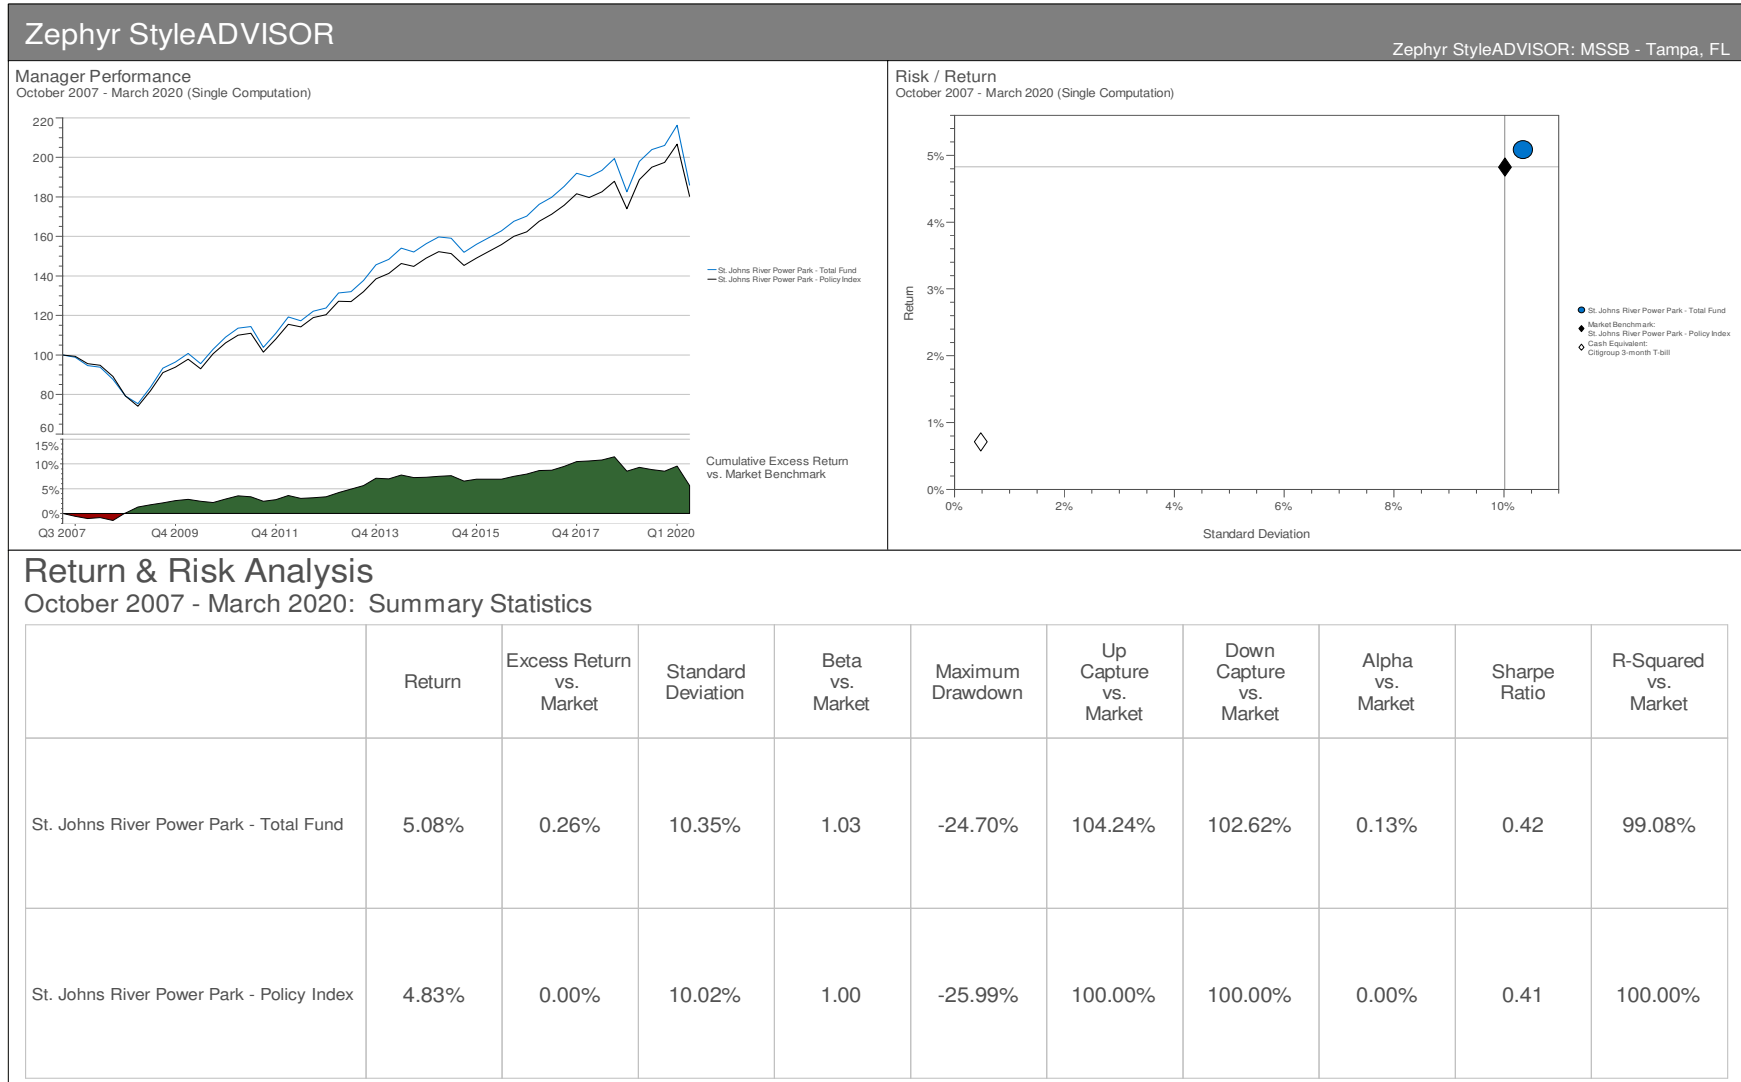 Zephyr StyleADVISOR
Zephyr StyleADVISOR: MSSB - Tampa, FL
Manager Performance
October 2007 - March 2020 (Single Computation)
220
200
180
160
140
120
100
80
60
15%
10%
5%
0%
Q3 2007
Q4 2009
Q4 2011
Q4 2013
Q4 2015
Q4 2017
Q1 2020
St. Johns River Power Park - Total Fund
St. Johns River Power Park - Policy Index
Cumulative Excess Return
vs. Market Benchmark
Risk / Return
October 2007 - March 2020 (Single Computation)
Return
5%
4%
3%
2%
1%
0%
0%
2%
4%
6%
8%
10%
Standard Deviation
St. Johns River Power Park - Total Fund
Market Benchmark:
St. Johns River Power Park - Policy Index
Cash Equivalent:
Citigroup 3-month T-bill
Return & Risk Analysis
October 2007 - March 2020: Summary Statistics
Return
Excess Return
vs.
Market
Standard
Deviation
Beta
vs.
Market
Maximum
Drawdown
Up
Capture
vs.
Market
Down
Capture
vs.
Market
Alpha
vs.
Market
Sharpe
Ratio
R-Squared
vs.
Market
St. Johns River Power Park - Total Fund 5.08% 0.26% 10.35% 1.03 -24.70% 104.24% 102.62% 0.13% 0.42 99.08%
St. Johns River Power Park - Policy Index 4.83% 0.00% 10.02% 1.00 -25.99% 100.00% 100.00% 0.00% 0.41 100.00%